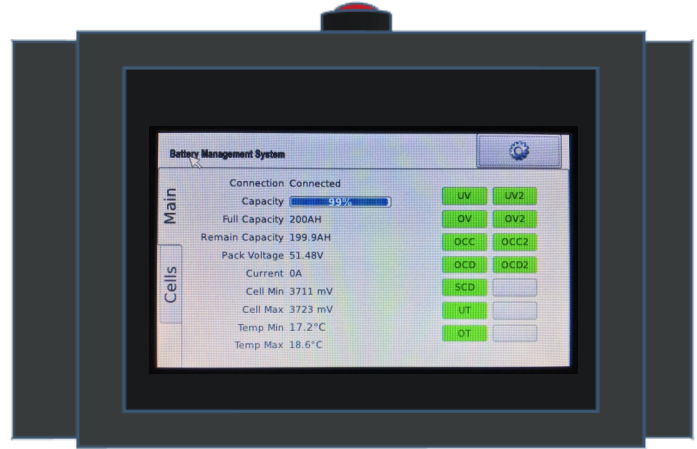 Battery Management System
Main
Cells
Connection Connected
Capacity 99%
Full Capacity 200AH
Remain Capacity 199.9AH
Pack Voltage 51.48V
Current 0A
Cell Min 3711 mV
Cell Max 3723 mV
Temp Min 17.2°C
Temp Max 18.6°C
UV UV2
OV OV2
OCC OCC2
OCD OCD2
SCD
UT
OT